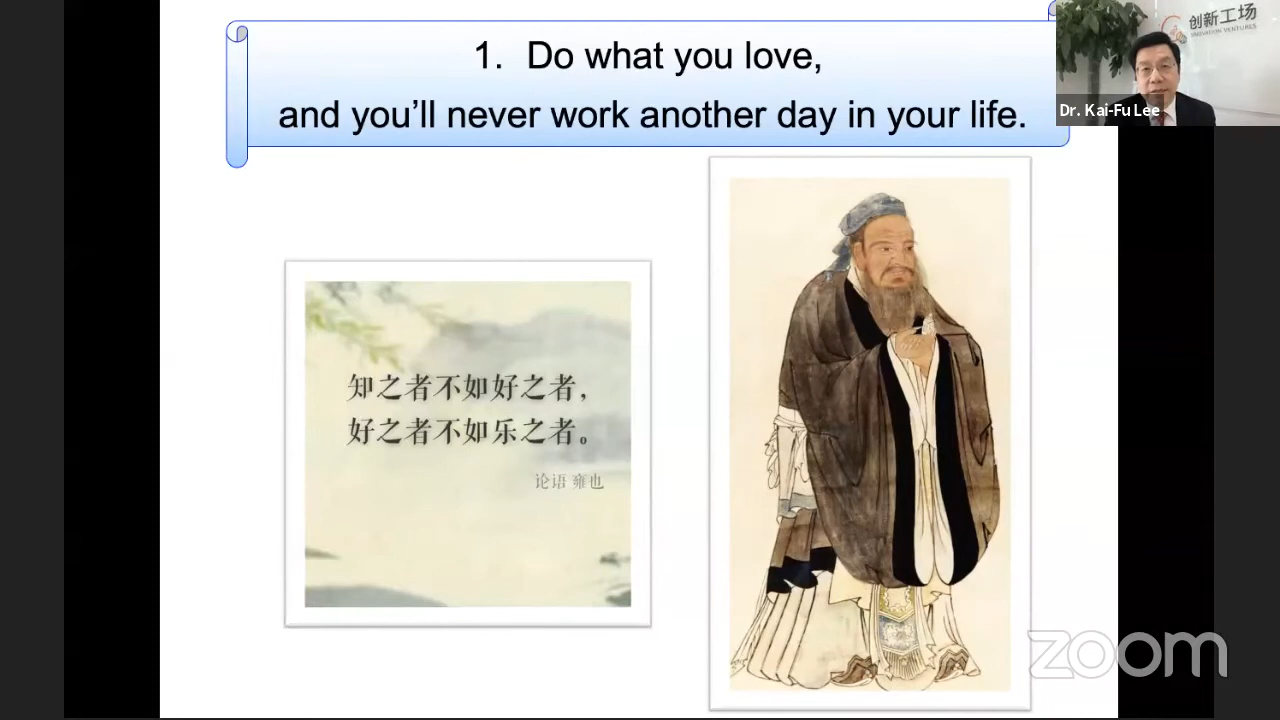 1. Do what you love,
and you’ll never work another day in your life.
创新工场
SINNOVATION VENTURES
Dr. Kai-Fu Lee
知之者不如好之者，
好之者不如乐之者。
论语 雍也
zoom